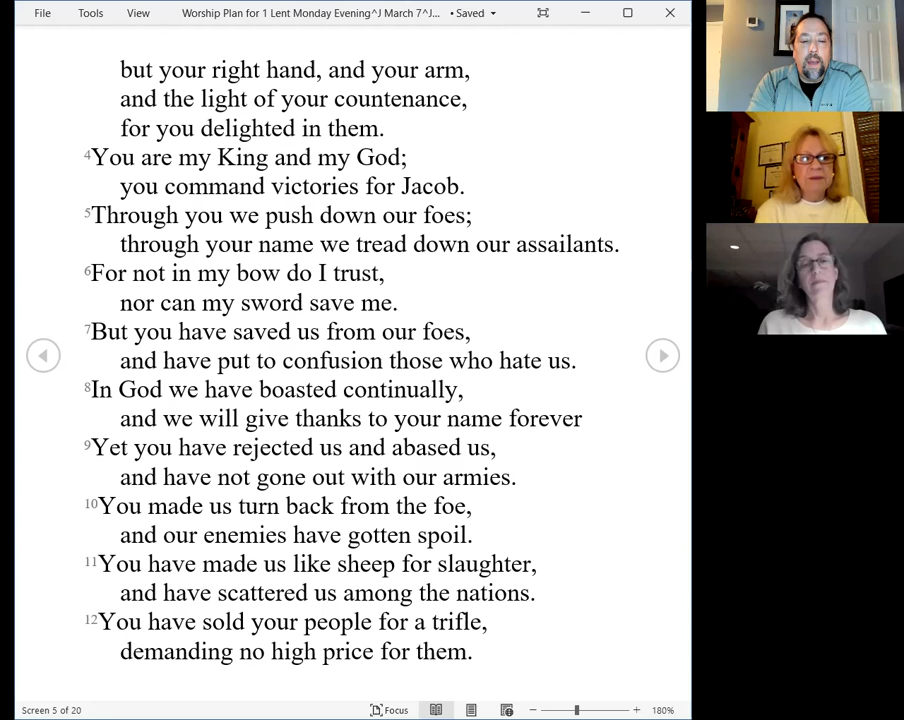 File Tools View Worship Plan for 1 Lent Monday Evening^J March 7^J... • Saved
but your right hand, and your arm,
and the light of your countenance,
for you delighted in them.
4You are my King and my God;
you command victories for Jacob.
5Through you we push down our foes;
through your name we tread down our assailants.
6For not in my bow do I trust,
nor can my sword save me.
7But you have saved us from our foes,
and have put to confusion those who hate us.
8In God we have boasted continually,
and we will give thanks to your name forever
9Yet you have rejected us and abased us,
and have not gone out with our armies.
10You made us turn back from the foe,
and our enemies have gotten spoil.
11You have made us like sheep for slaughter,
and have scattered us among the nations.
12You have sold your people for a trifle,
demanding no high price for them.
Screen 5 of 20 Focus 180%